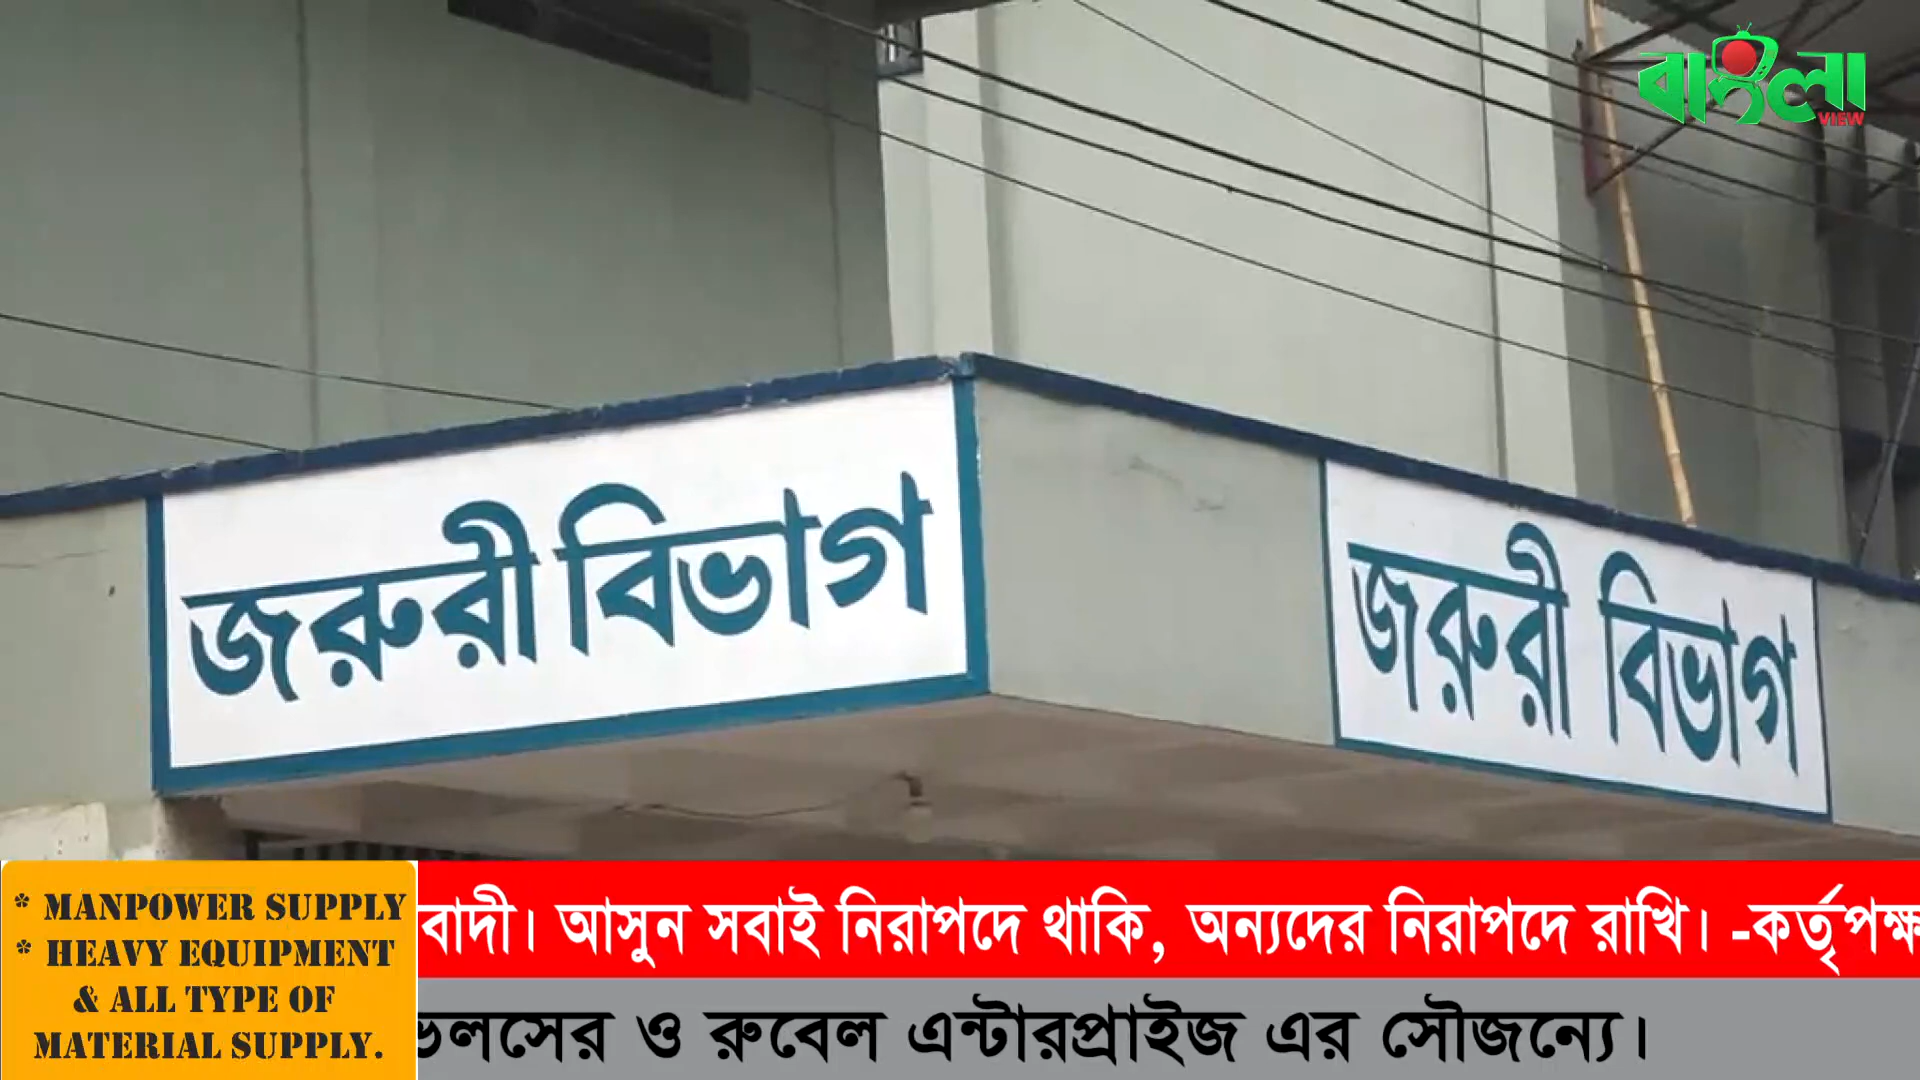 বাংলা
VIEW
জরুরী বিভাগ
জরুরী বিভাগ
* MANPOWER SUPPLY
* HEAVY EQUIPMENT
& ALL TYPE OF
MATERIAL SUPPLY.
বাদী। আসুন সবাই নিরাপদে থাকি, অন্যদের নিরাপদে রাখি। -কর্তৃপক্ষ
ভেলসের ও রুবেল এন্টারপ্রাইজ এর সৌজন্যে।